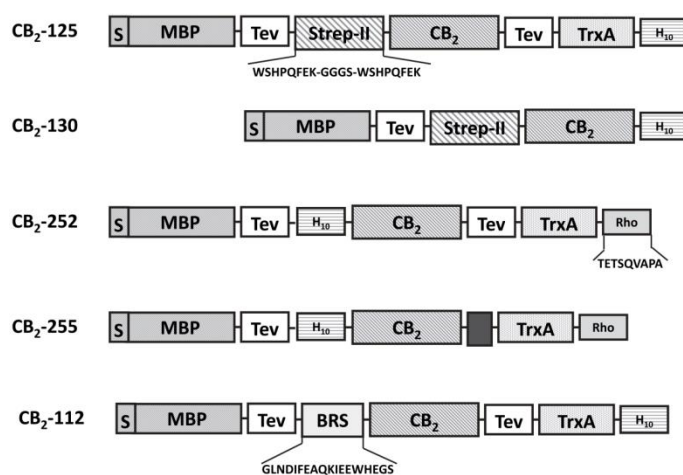 CB₂-125 S MBP Tev Strep-II CB₂ Tev TrxA H₁₀
WSHPQFEK-GGGS-WSHPQFEK
CB₂-130 S MBP Tev Strep-II CB₂ H₁₀
CB₂-252 S MBP Tev H₁₀ CB₂ Tev TrxA Rho
TETSQVAPA
CB₂-255 S MBP Tev H₁₀ CB₂ TrxA Rho
CB₂-112 S MBP Tev BRS CB₂ Tev TrxA H₁₀
GLNDIFEAQKIEEWHEGS